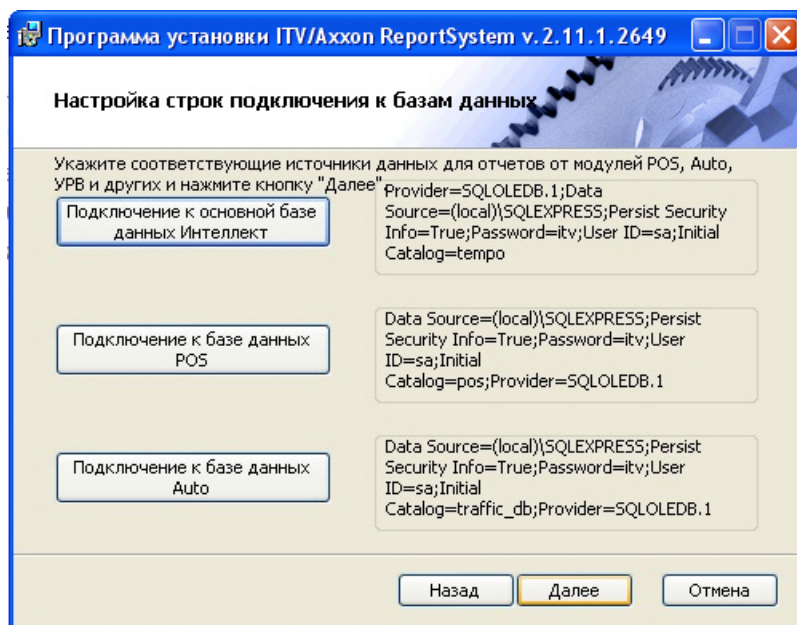 Программа установки ITV/Axxon ReportSystem v.2.11.1.2649
Настройка строк подключения к базам данных
Укажите соответствующие источники данных для отчетов от модулей POS, Auto,
УРВ и других и нажмите кнопку "Далее".
Подключение к основной базе
данных Интеллект
Provider=SQLOLEDB.1;Data
Source=(local)\SQLEXPRESS;Persist Security
Info=True;Password=itv;User ID=sa;Initial
Catalog=tempo
Подключение к базе данных
POS
Data Source=(local)\SQLEXPRESS;Persist
Security Info=True;Password=itv;User
ID=sa;Initial
Catalog=pos;Provider=SQLOLEDB.1
Подключение к базе данных
Auto
Data Source=(local)\SQLEXPRESS;Persist
Security Info=True;Password=itv;User
ID=sa;Initial
Catalog=traffic_db;Provider=SQLOLEDB.1
Назад
Далее
Отмена